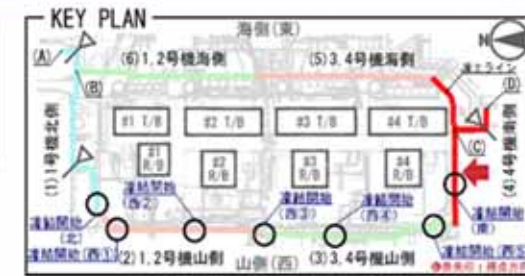 KEY PLAN
海側(東)
N
(A)
(6)1.2号機海側
(5)3.4号機海側
凍土ライン
(B)
(D)
#1 T/B
#2 T/B
#3 T/B
#4 T/B
(C)
(1)1号機北側
(4)4号機南側
#1
R/B
#2
R/B
#3
R/B
#4
R/B
凍結開始
(西②)
凍結開始
(西③)
凍結開始
(西④)
凍結開始
(北)
凍結開始
(南)
凍結開始(西①)
(2)1.2号機山側
山側(西)
(3)3.4号機山側
凍結開始(西⑤)